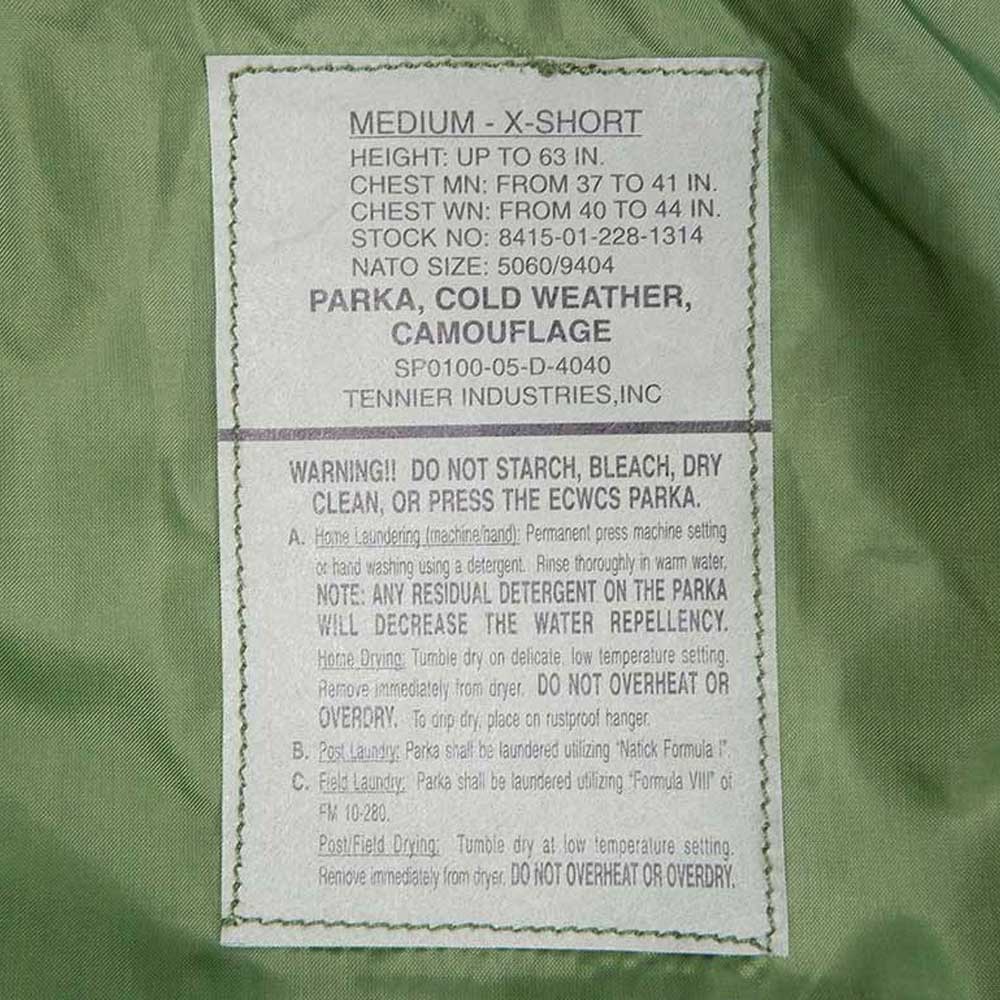 MEDIUM - X-SHORT
HEIGHT: UP TO 63 IN.
CHEST MN: FROM 37 TO 41 IN.
CHEST WN: FROM 40 TO 44 IN.
STOCK NO: 8415-01-228-1314
NATO SIZE: 5060/9404
PARKA, COLD WEATHER,
CAMOUFLAGE
SP0100-05-D-4040
TENNIER INDUSTRIES,INC
WARNING!! DO NOT STARCH, BLEACH, DRY
CLEAN, OR PRESS THE ECWCS PARKA.
A. Home Laundering (machine/hand): Permanent press machine setting
or hand washing using a detergent. Rinse thoroughly in warm water.
NOTE: ANY RESIDUAL DETERGENT ON THE PARKA
WILL DECREASE THE WATER REPELLENCY.
Home Drying: Tumble dry on delicate, low temperature setting.
Remove immediately from dryer. DO NOT OVERHEAT OR
OVERDRY. To drip dry, place on rustproof hanger.
B. Post Laundry: Parka shall be laundered utilizing "Natick Formula I".
C. Field Laundry: Parka shall be laundered utilizing "Formula VIII" of
FM 10-280.
Post/Field Drying: Tumble dry at low temperature setting.
Remove immediately from dryer. DO NOT OVERHEAT OR OVERDRY.